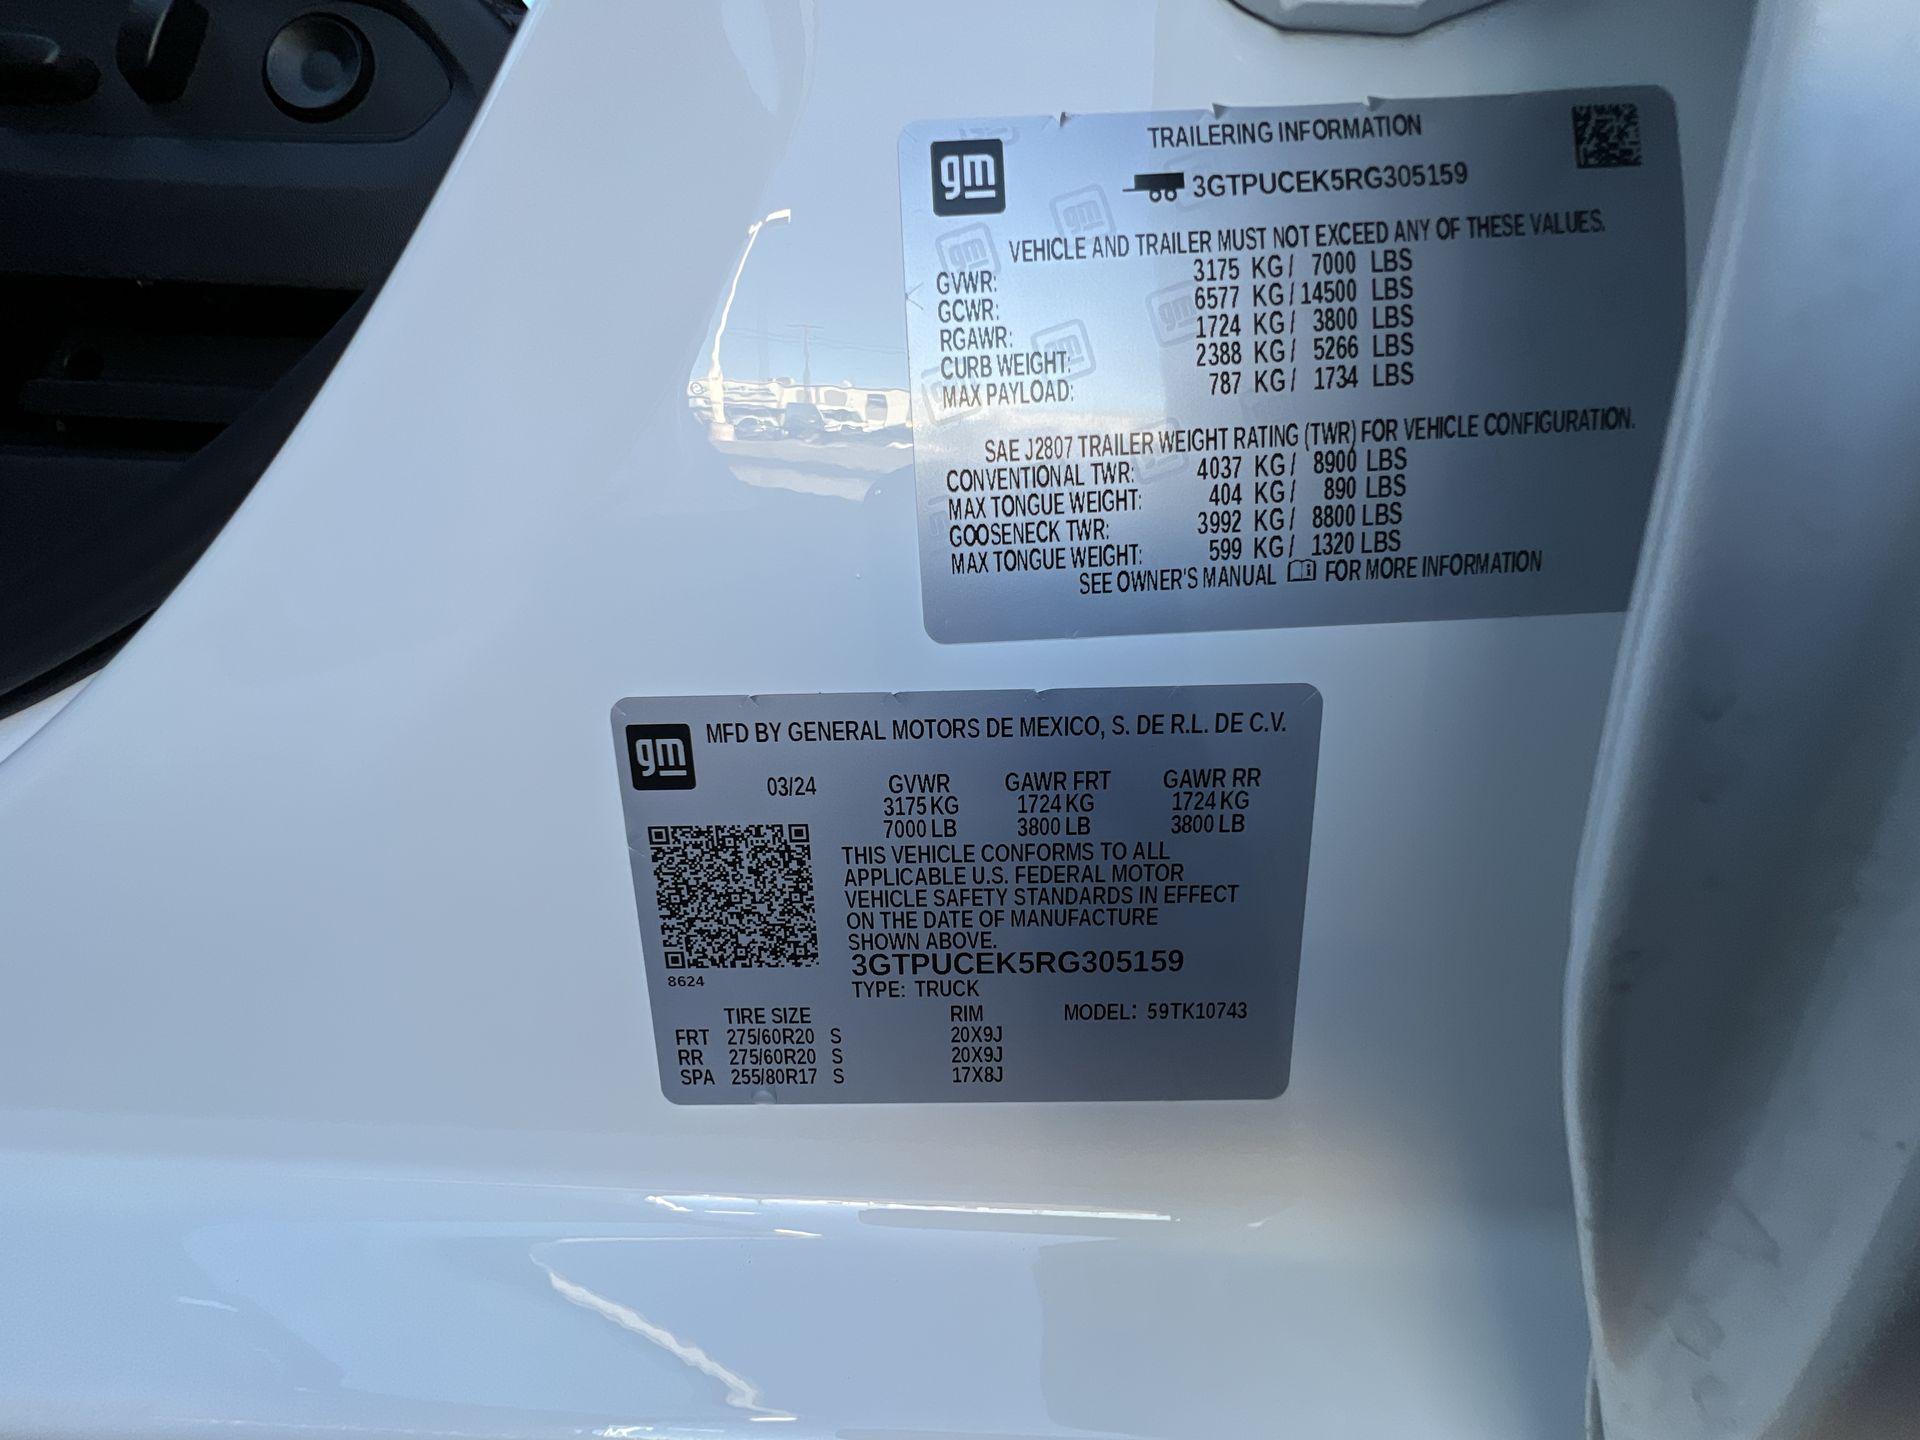 gm
TRAILERING INFORMATION
3GTPUCEK5RG305159
VEHICLE AND TRAILER MUST NOT EXCEED ANY OF THESE VALUES.
GVWR: 3175 KG/ 7000 LBS
GCWR: 6577 KG/14500 LBS
RGAWR: 1724 KG/ 3800 LBS
CURB WEIGHT: 2388 KG/ 5266 LBS
MAX PAYLOAD: 787 KG/ 1734 LBS
SAE J2807 TRAILER WEIGHT RATING (TWR) FOR VEHICLE CONFIGURATION.
CONVENTIONAL TWR: 4037 KG/ 8900 LBS
MAX TONGUE WEIGHT: 404 KG/ 890 LBS
GOOSENECK TWR: 3992 KG/ 8800 LBS
MAX TONGUE WEIGHT: 599 KG/ 1320 LBS
SEE OWNER'S MANUAL FOR MORE INFORMATION
gm
MFD BY GENERAL MOTORS DE MEXICO, S. DE R.L. DE C.V.
03/24 GVWR GAWR FRT GAWR RR
3175 KG 1724 KG 1724 KG
7000 LB 3800 LB 3800 LB
THIS VEHICLE CONFORMS TO ALL
APPLICABLE U.S. FEDERAL MOTOR
VEHICLE SAFETY STANDARDS IN EFFECT
ON THE DATE OF MANUFACTURE
SHOWN ABOVE.
3GTPUCEK5RG305159
8624
TYPE: TRUCK
TIRE SIZE RIM MODEL: 59TK10743
FRT 275/60R20 S 20X9J
RR 275/60R20 S 20X9J
SPA 255/80R17 S 17X8J